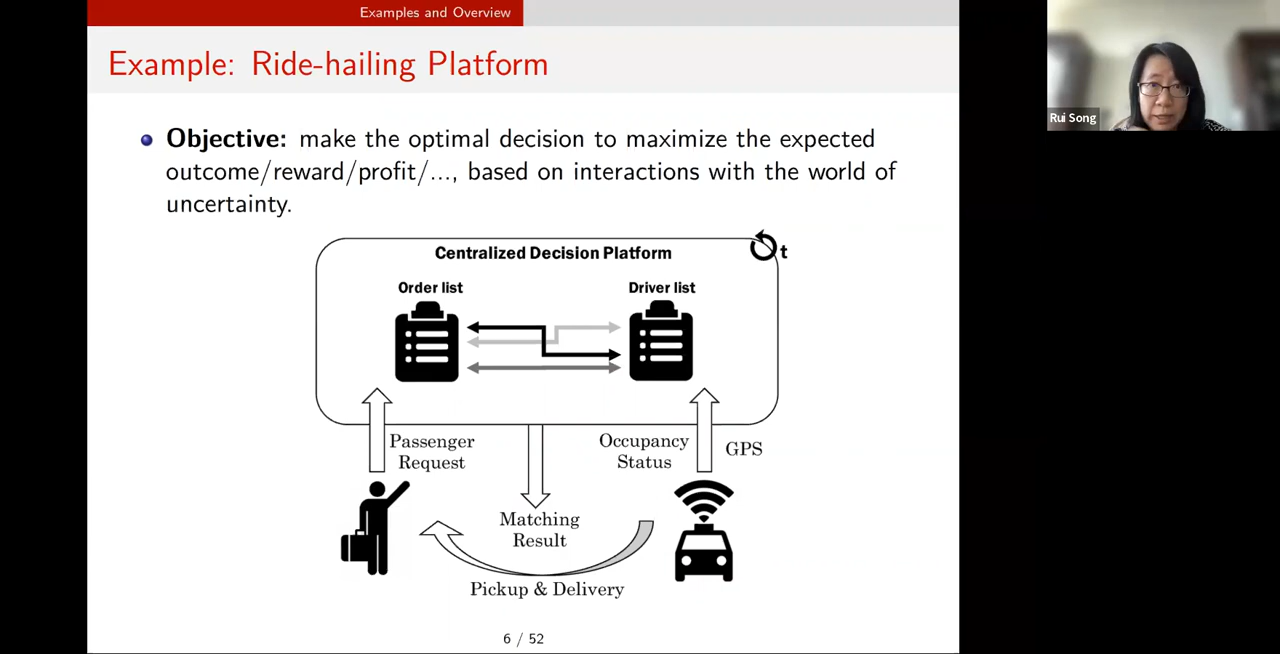 Examples and Overview
Example: Ride-hailing Platform
Objective: make the optimal decision to maximize the expected
outcome/reward/profit/..., based on interactions with the world of
uncertainty.
Centralized Decision Platform
t
Order list
Driver list
Passenger
Request
Occupancy
Status
GPS
Matching
Result
Pickup & Delivery
6 / 52
Rui Song